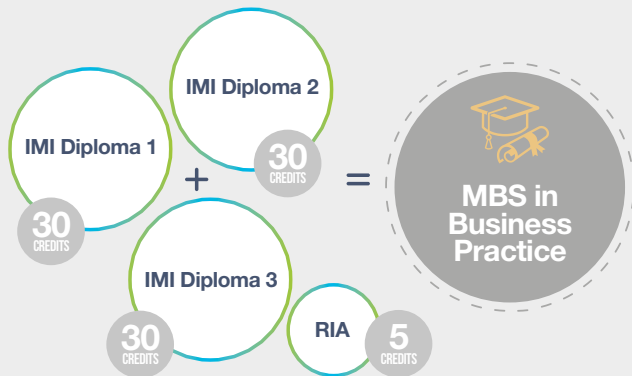 IMI Diploma 1
30
CREDITS
+
IMI Diploma 2
30
CREDITS
IMI Diploma 3
30
CREDITS
RIA
5
CREDITS
=
MBS in
Business
Practice